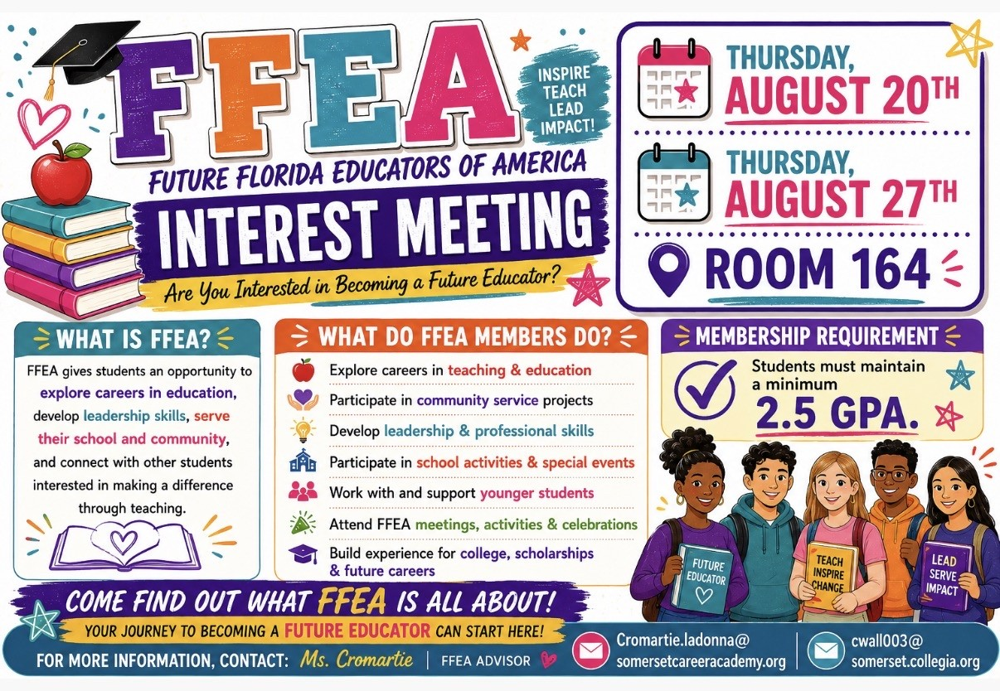 FFEA
INSPIRE
TEACH
LEAD
IMPACT!
FUTURE FLORIDA EDUCATORS OF AMERICA
INTEREST MEETING
Are You Interested in Becoming a Future Educator?
THURSDAY,
AUGUST 20TH
THURSDAY,
AUGUST 27TH
ROOM 164
WHAT IS FFEA?
FFEA gives students an opportunity to
explore careers in education,
develop leadership skills, serve
their school and community,
and connect with other students
interested in making a difference
through teaching.
WHAT DO FFEA MEMBERS DO?
Explore careers in teaching & education
Participate in community service projects
Develop leadership & professional skills
Participate in school activities & special events
Work with and support younger students
Attend FFEA meetings, activities & celebrations
Build experience for college, scholarships
& future careers
MEMBERSHIP REQUIREMENT
Students must maintain
a minimum
2.5 GPA.
FUTURE
EDUCATOR
TEACH
INSPIRE
CHANGE
LEAD
SERVE
IMPACT
COME FIND OUT WHAT FFEA IS ALL ABOUT!
YOUR JOURNEY TO BECOMING A FUTURE EDUCATOR CAN START HERE!
FOR MORE INFORMATION, CONTACT: Ms. Cromartie | FFEA ADVISOR
Cromartie.ladonna@
somersetcareeracademy.org
cwall003@
somerset.collegia.org